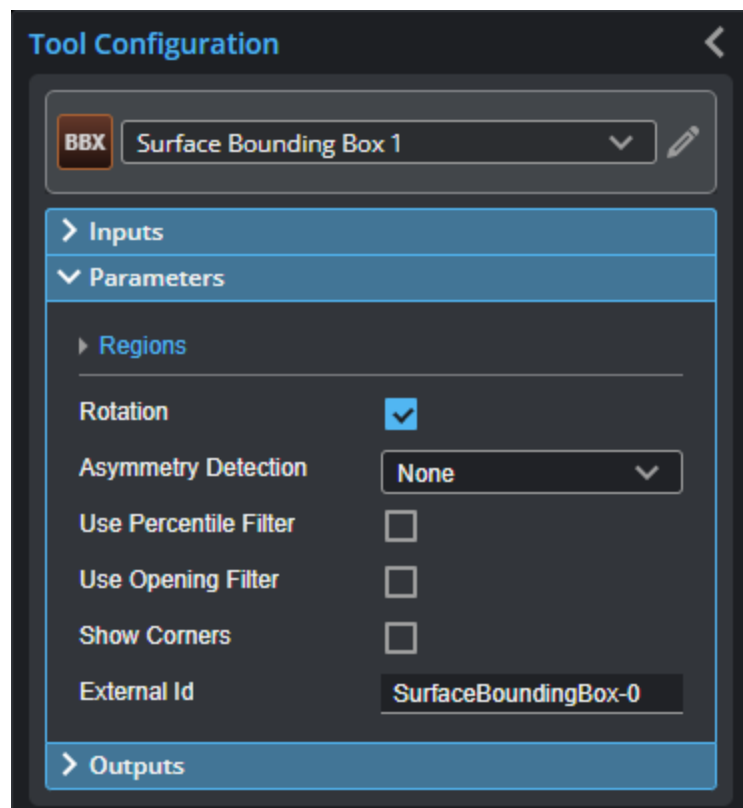 Tool Configuration
BBX Surface Bounding Box 1
Inputs
Parameters
Regions
Rotation
Asymmetry Detection None
Use Percentile Filter
Use Opening Filter
Show Corners
External Id SurfaceBoundingBox-0
Outputs